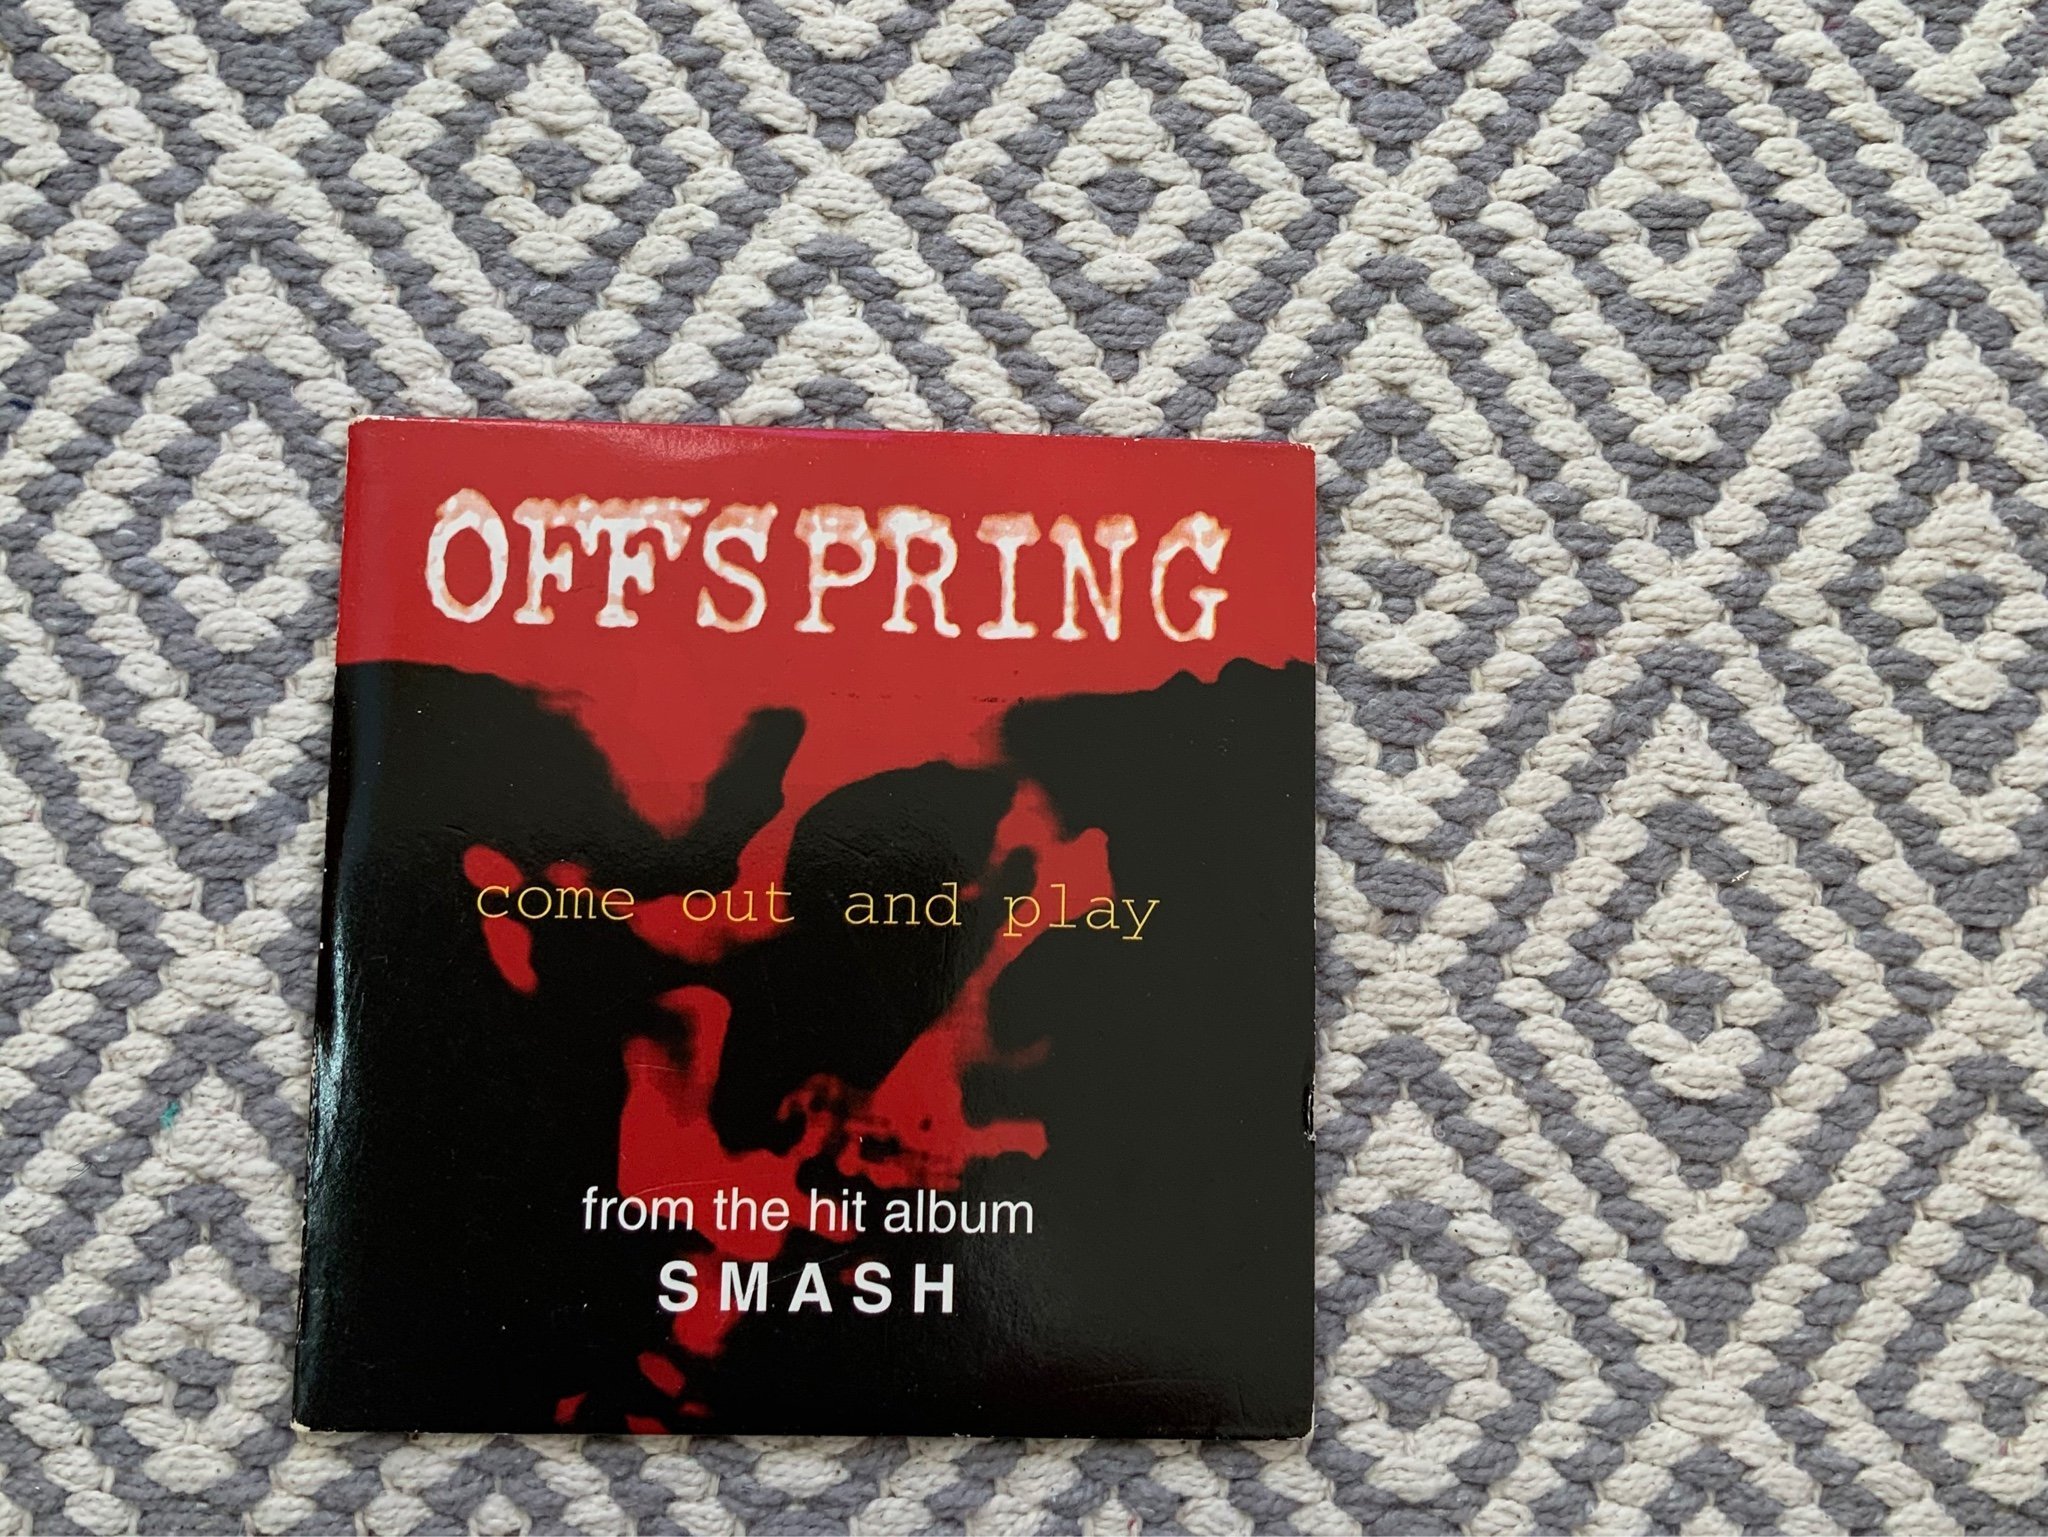 OFFSPRING
come out and play
from the hit album
SMASH